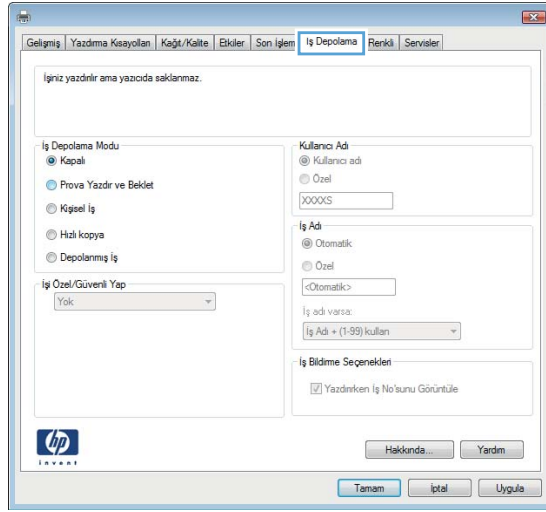 Gelişmiş Yazdırma Kısayolları Kağıt/Kalite Etkiler Son İşlem İş Depolama Renkli Servisler
İşiniz yazdırılır ama yazıcıda saklanmaz.
İş Depolama Modu
Kapalı
Prova Yazdır ve Beklet
Kişisel İş
Hızlı kopya
Depolanmış İş
İşi Özel/Güvenli Yap
Yok
Kullanıcı Adı
Kullanıcı adı
Özel
XXXXS
İş Adı
Otomatik
Özel
<Otomatik>
İş adı varsa:
İş Adı + (1-99) kullan
İş Bildirme Seçenekleri
Yazdırırken İş No'sunu Görüntüle
hp
invent
Hakkında... Yardım
Tamam İptal Uygula